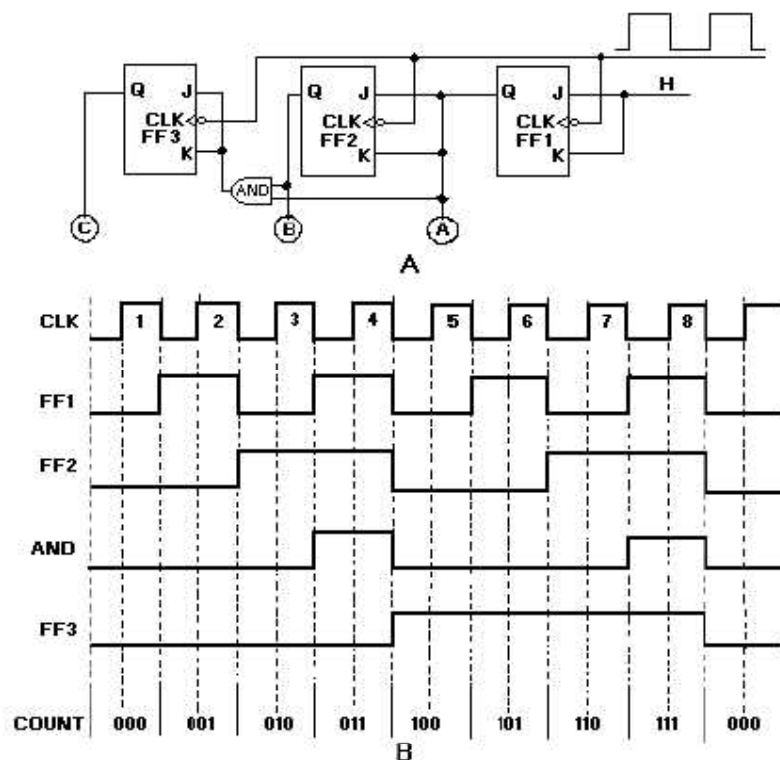 Q J Q J Q J H
CLK CLK CLK
FF3 FF2 FF1
K K K
AND
C B A
A
CLK 1 2 3 4 5 6 7 8
FF1
FF2
AND
FF3
COUNT 000 001 010 011 100 101 110 111 000
B